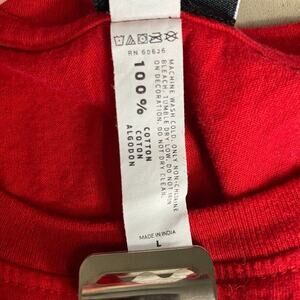 RN 60626
100%
COTTON
COTON
ALGODON
MACHINE WASH COLD, ONLY NON-CHLORINE
BLEACH, TUMBLE DRY LOW, DO NOT IRON
ON DECORATION, DO NOT DRY CLEAN.
MADE IN INDIA
L